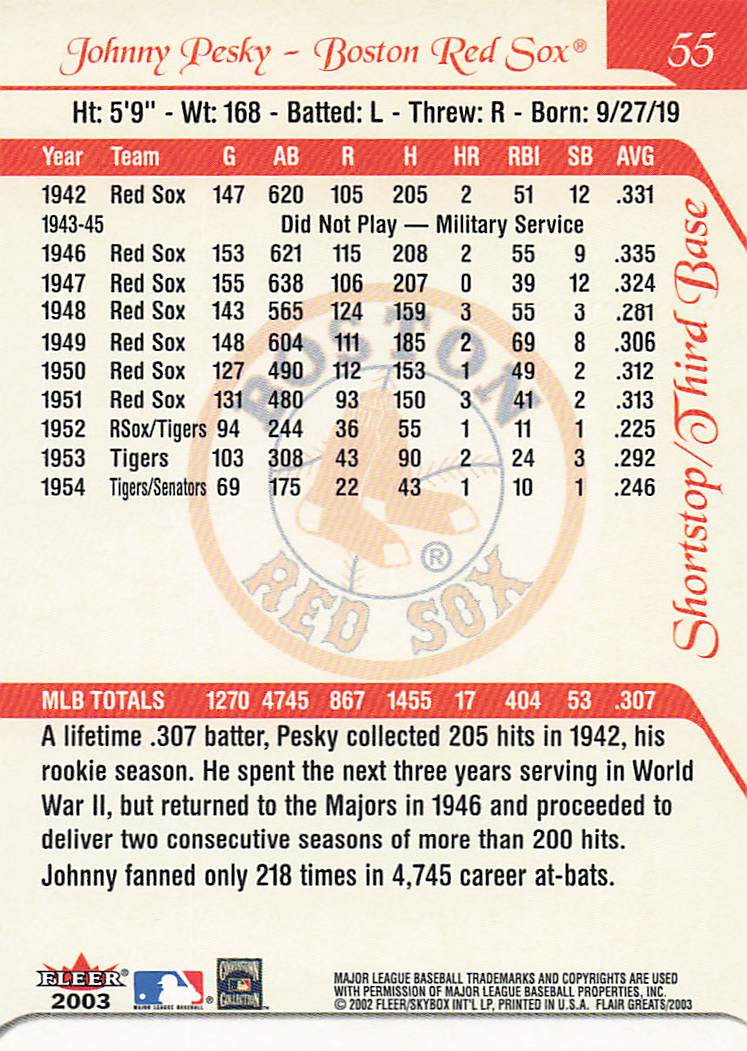 Johnny Pesky - Boston Red Sox®
55
Ht: 5'9" - Wt: 168 - Batted: L - Threw: R - Born: 9/27/19
Year Team G AB R H HR RBI SB AVG
1942 Red Sox 147 620 105 205 2 51 12 .331
1943-45 Did Not Play — Military Service
1946 Red Sox 153 621 115 208 2 55 9 .335
1947 Red Sox 155 638 106 207 0 39 12 .324
1948 Red Sox 143 565 124 159 3 55 3 .281
1949 Red Sox 148 604 111 185 2 69 8 .306
1950 Red Sox 127 490 112 153 1 49 2 .312
1951 Red Sox 131 480 93 150 3 41 2 .313
1952 RSox/Tigers 94 244 36 55 1 11 1 .225
1953 Tigers 103 308 43 90 2 24 3 .292
1954 Tigers/Senators 69 175 22 43 1 10 1 .246
Shortstop/Third Base
BOSTON
RED SOX
®
MLB TOTALS 1270 4745 867 1455 17 404 53 .307
A lifetime .307 batter, Pesky collected 205 hits in 1942, his
rookie season. He spent the next three years serving in World
War II, but returned to the Majors in 1946 and proceeded to
deliver two consecutive seasons of more than 200 hits.
Johnny fanned only 218 times in 4,745 career at-bats.
FLEER®
2003
MAJOR LEAGUE BASEBALL
®
COOPERSTOWN
COLLECTION
MAJOR LEAGUE BASEBALL TRADEMARKS AND COPYRIGHTS ARE USED
WITH PERMISSION OF MAJOR LEAGUE BASEBALL PROPERTIES, INC.
© 2002 FLEER/SKYBOX INT'L LP, PRINTED IN U.S.A. FLAIR GREATS/2003